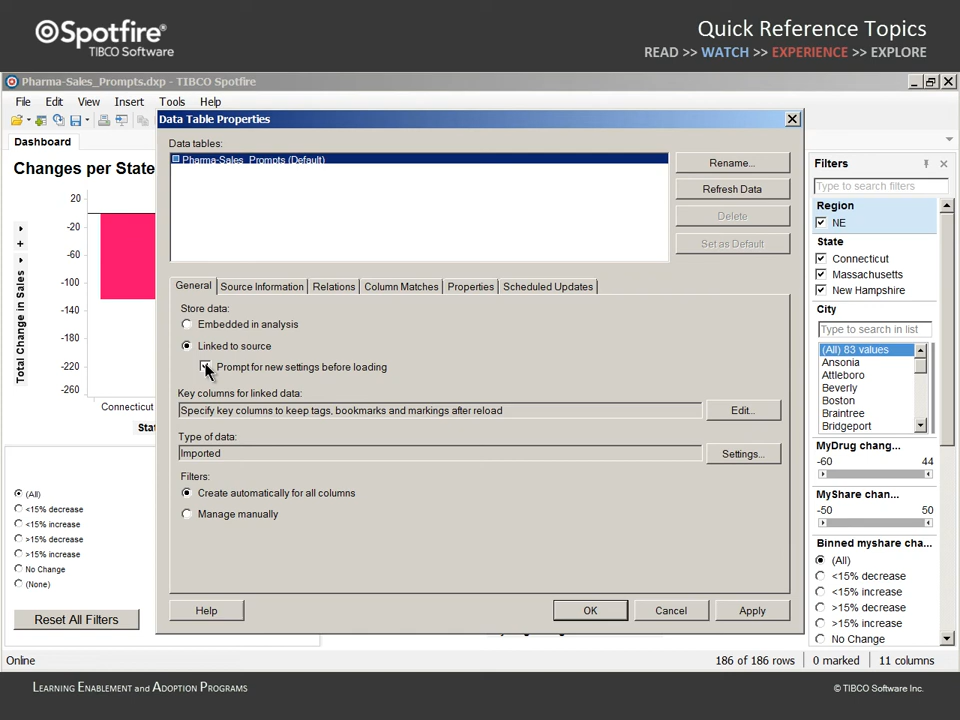 Spotfire®
TIBCO Software
Quick Reference Topics
READ >> WATCH >> EXPERIENCE >> EXPLORE
Pharma-Sales_Prompts.dxp - TIBCO Spotfire
File Edit View Insert Tools Help
Dashboard
Changes per State
20
-20
-60
-100
-140
-180
-220
-260
Total Change in Sales
Connecticut
Stat
(All)
<15% decrease
<15% increase
>15% decrease
>15% increase
No Change
(None)
Reset All Filters
Data Table Properties
Data tables:
Pharma-Sales_Prompts (Default)
Rename...
Refresh Data
Delete
Set as Default
General Source Information Relations Column Matches Properties Scheduled Updates
Store data:
Embedded in analysis
Linked to source
Prompt for new settings before loading
Key columns for linked data:
Specify key columns to keep tags, bookmarks and markings after reload
Edit...
Type of data:
Imported
Settings...
Filters:
Create automatically for all columns
Manage manually
Help OK Cancel Apply
Filters
Type to search filters
Region
NE
State
Connecticut
Massachusetts
New Hampshire
City
Type to search in list
(All) 83 values
Ansonia
Attleboro
Beverly
Boston
Braintree
Bridgeport
MyDrug chang...
-60 44
MyShare chan...
-50 50
Binned myshare cha...
(All)
<15% decrease
<15% increase
>15% decrease
>15% increase
No Change
Online
186 of 186 rows 0 marked 11 columns
LEARNING ENABLEMENT AND ADOPTION PROGRAMS
© TIBCO Software Inc.